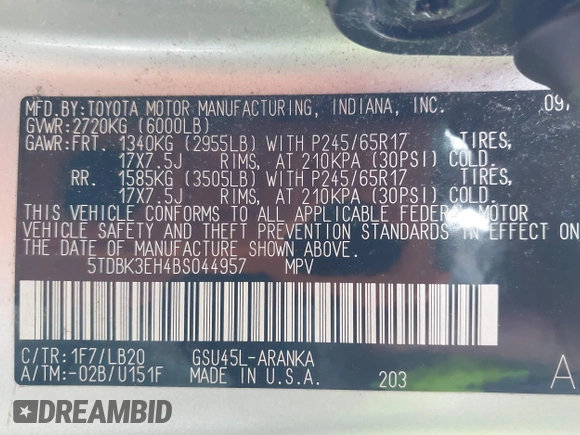 MFD.BY:TOYOTA MOTOR MANUFACTURING, INDIANA, INC. 09/
GVWR:2720KG (6000LB)
GAWR:FRT. 1340KG (2955LB) WITH P245/65R17 TIRES,
17X7.5J RIMS, AT 210KPA (30PSI) COLD.
RR. 1585KG (3505LB) WITH P245/65R17 TIRES,
17X7.5J RIMS, AT 210KPA (30PSI) COLD.
THIS VEHICLE CONFORMS TO ALL APPLICABLE FEDERAL MOTOR
VEHICLE SAFETY AND THEFT PREVENTION STANDARDS IN EFFECT ON
THE DATE OF MANUFACTURE SHOWN ABOVE.
5TDBK3EH4BS044957 MPV
C/TR:1F7/LB20 GSU45L-ARANKA
A/TM:-02B/U151F MADE IN U.S.A. 203 A
DREAMBID